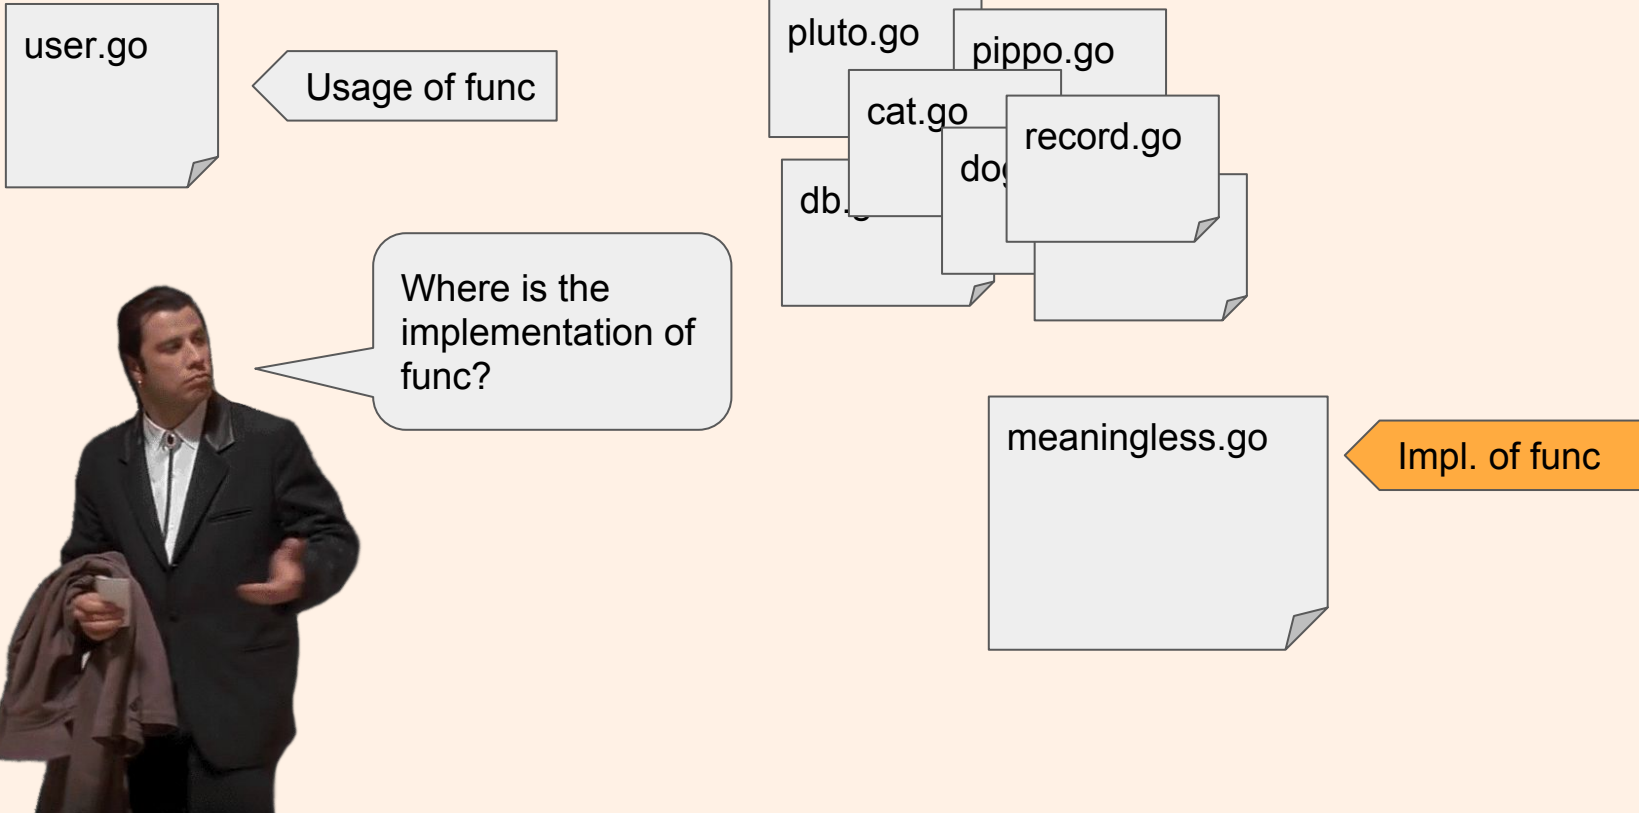 user.go
Usage of func
pluto.go
pippo.go
cat.go
record.go
Where is the
implementation of
func?
meaningless.go
Impl. of func